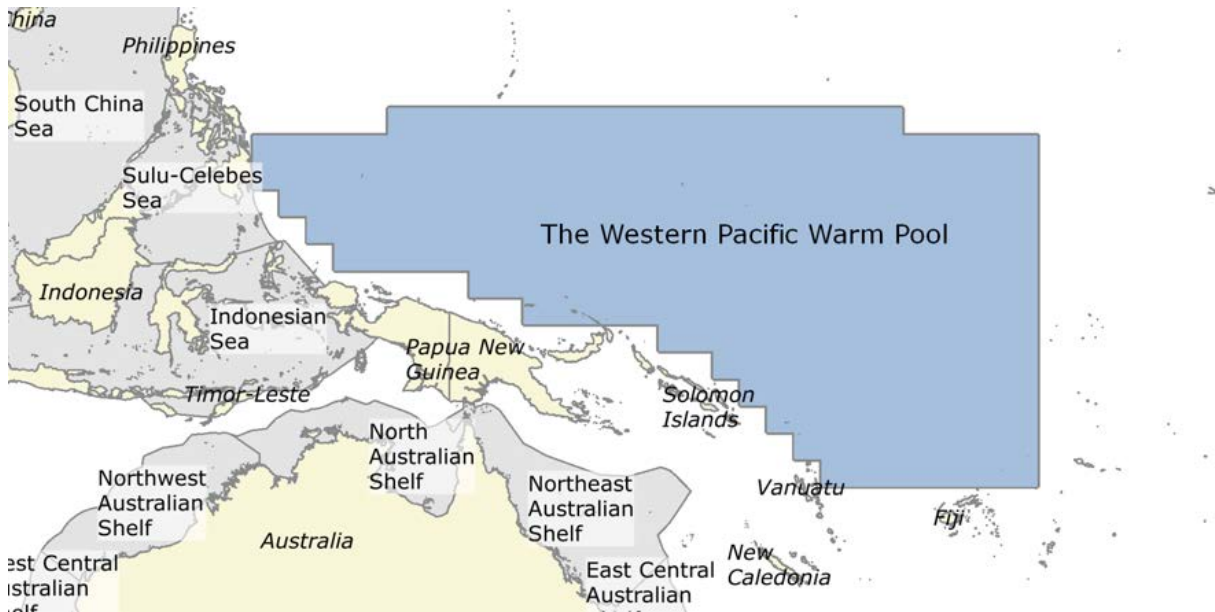 China
Philippines
South China
Sea
Sulu-Celebes
Sea
The Western Pacific Warm Pool
Indonesia
Indonesian
Sea
Papua New
Guinea
Timor-Leste
Solomon
Islands
North
Australian
Shelf
Northwest
Australian
Shelf
Northeast
Australian
Shelf
Vanuatu
Fiji
Australia
New
Caledonia
est Central
ustralian
East Central
Australian